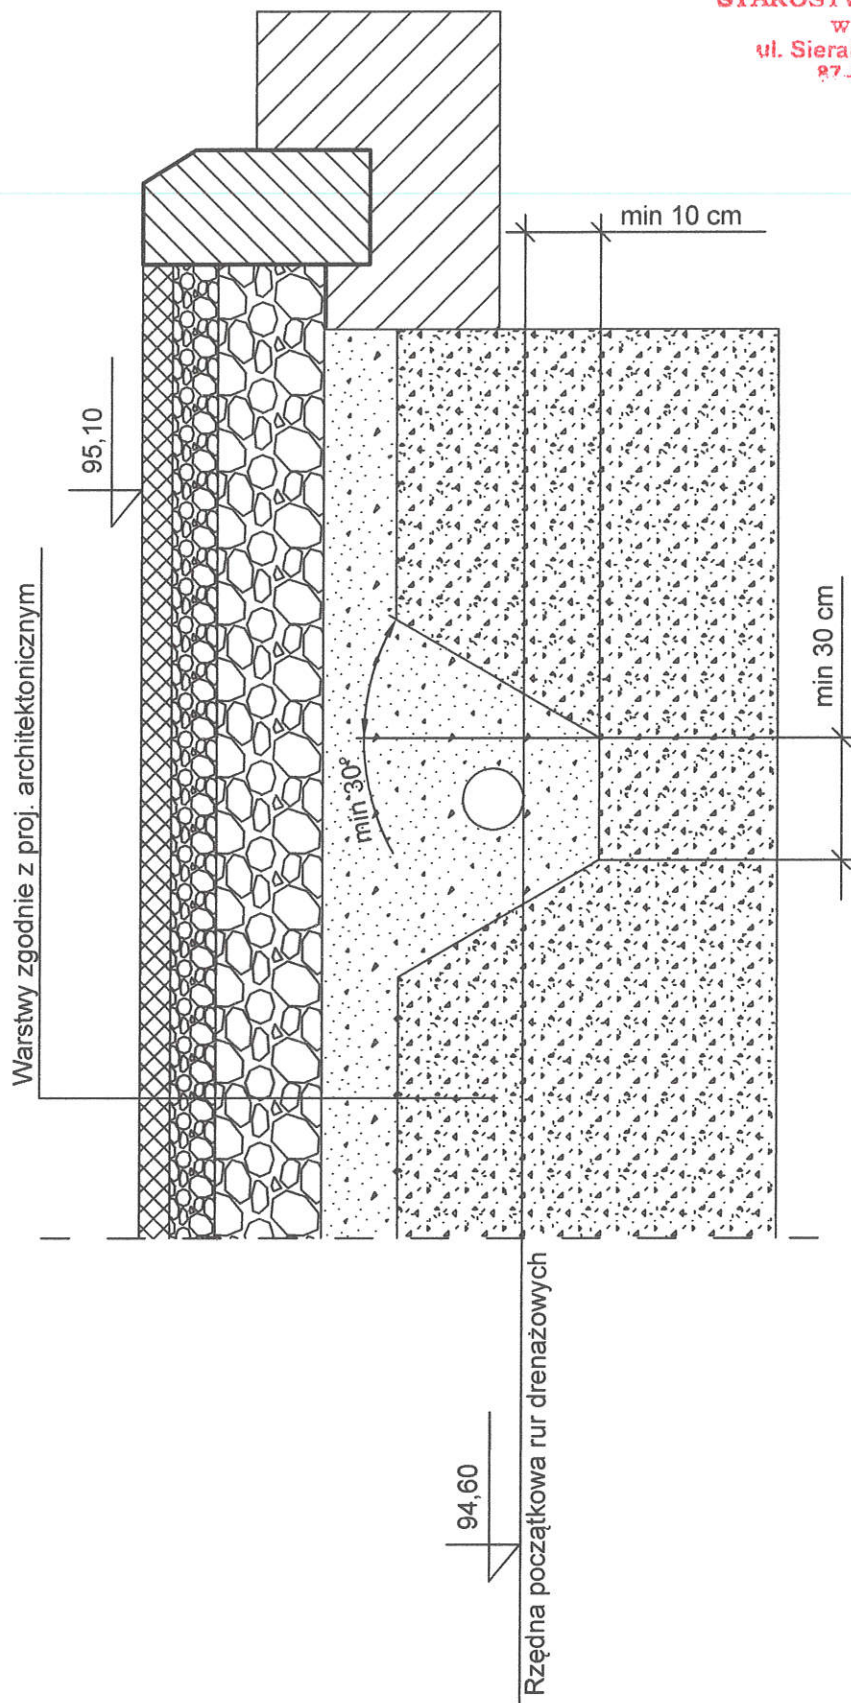 w
ul. Siera
min 10 cm
95,10
Warstwy zgodnie z proj. architektonicznym
min 30°
min 30 cm
94,60
Rzędna początkowa rur drenażowych